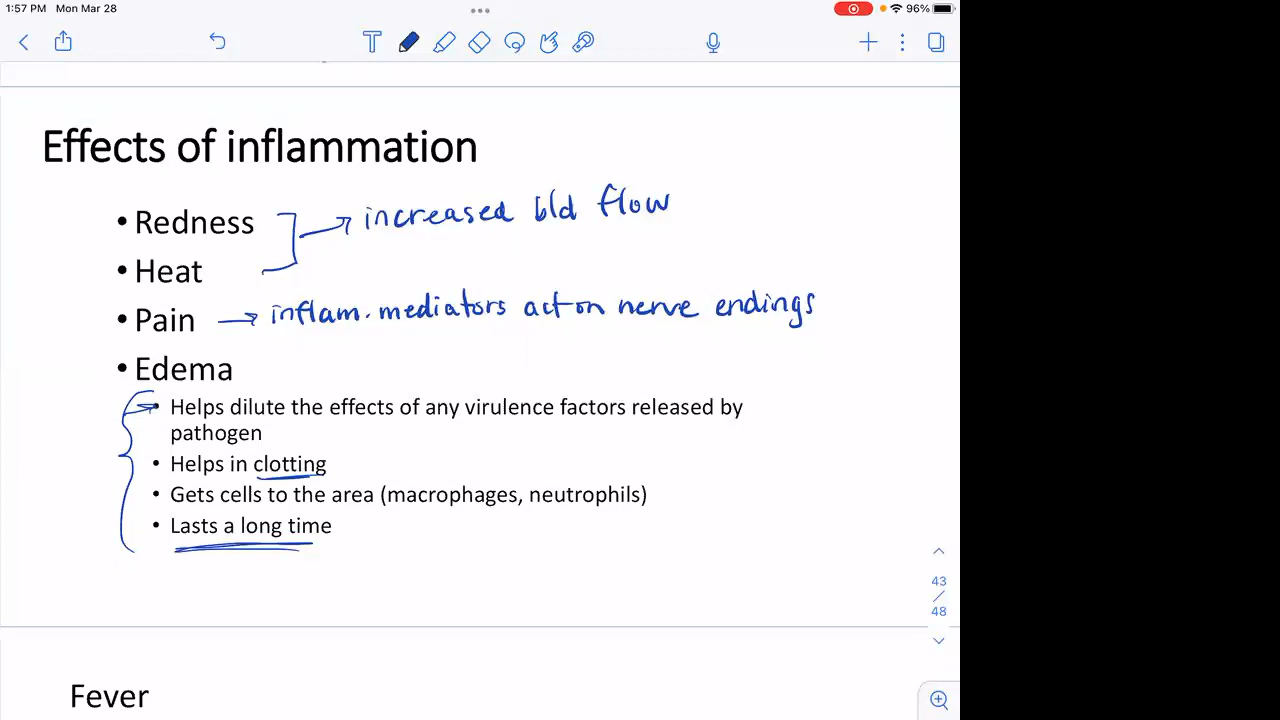 1:57 PM Mon Mar 28
96%
T
Effects of inflammation
• Redness → increased bld flow
• Heat
• Pain → inflam. mediators act on nerve endings
• Edema
• Helps dilute the effects of any virulence factors released by
pathogen
• Helps in clotting
• Gets cells to the area (macrophages, neutrophils)
• Lasts a long time
43
/
48
Fever